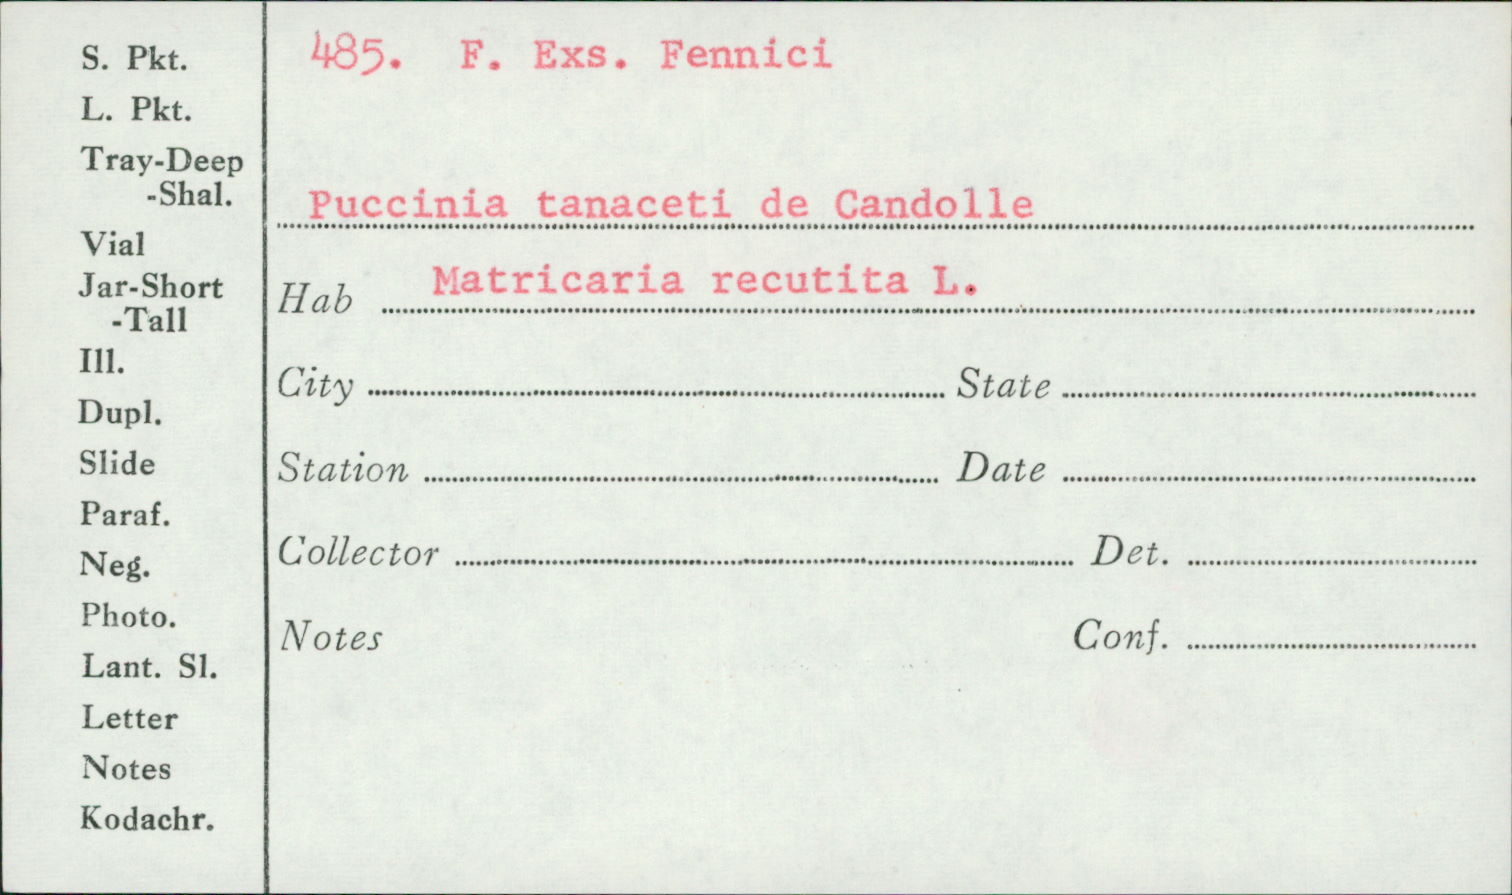 485. F. Exs. Fennici
Puccinia tanaceti de Candolle
Hab Matricaria recutita L.
City State
Station Date
Collector Det.
Notes Conf.
S. Pkt.
L. Pkt.
Tray-Deep
-Shal.
Vial
Jar-Short
-Tall
Ill.
Dupl.
Slide
Paraf.
Neg.
Photo.
Lant. Sl.
Letter
Notes
Kodachr.